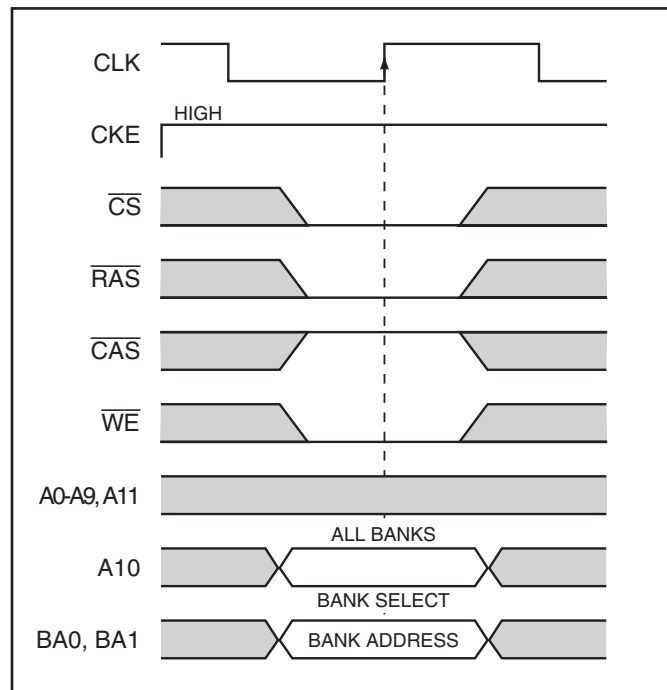 CLK
HIGH
CKE
CS
RAS
CAS
WE
A0-A9, A11
ALL BANKS
A10
BANK SELECT
BA0, BA1
BANK ADDRESS